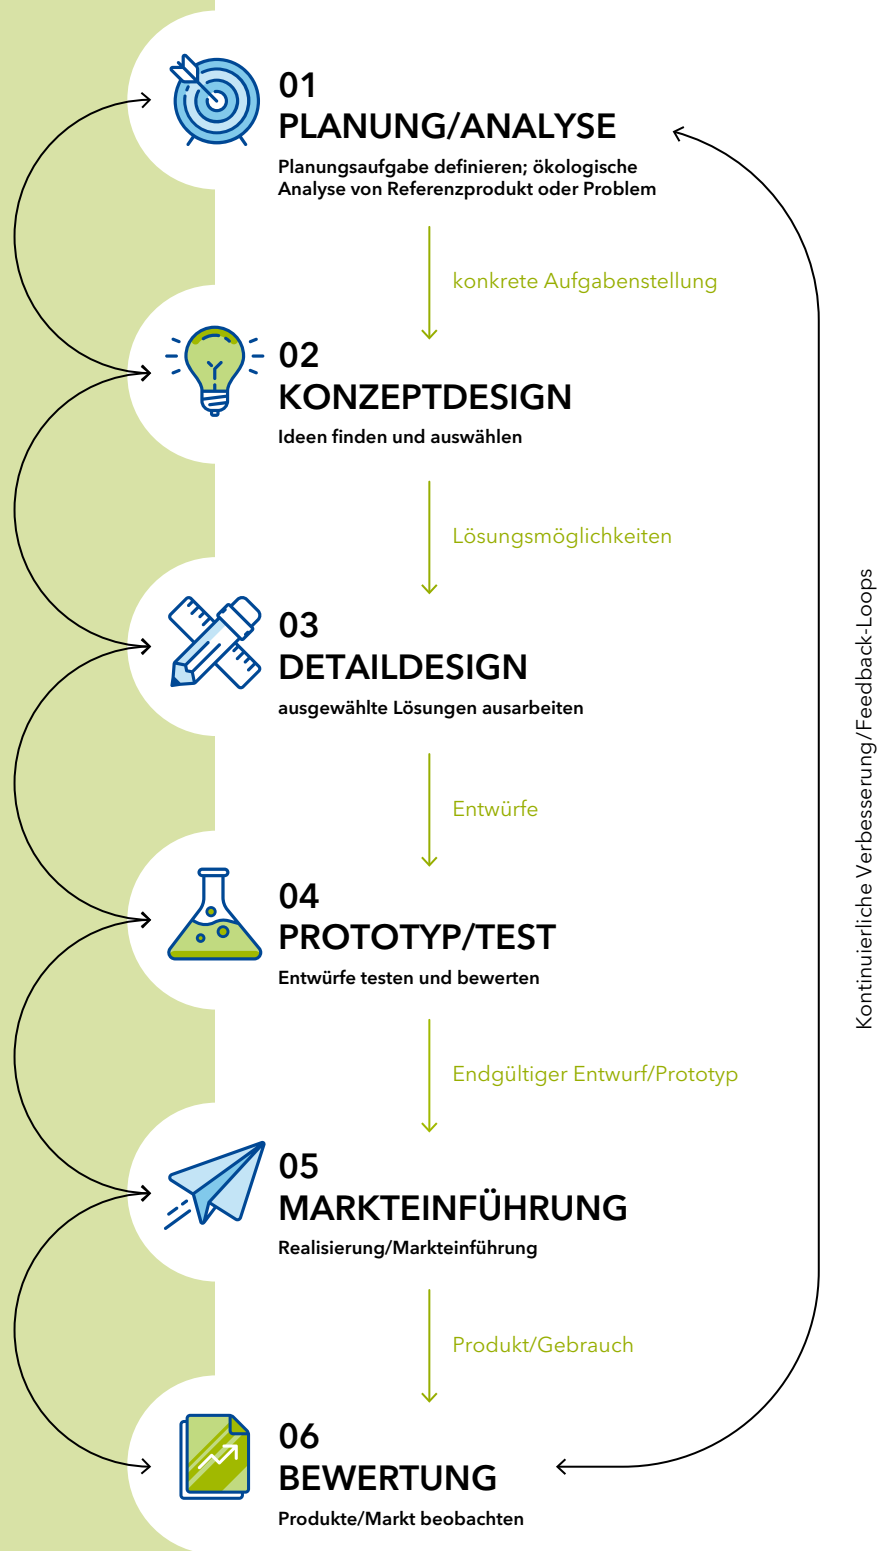 01
PLANUNG/ANALYSE
Planungsaufgabe definieren; ökologische
Analyse von Referenzprodukt oder Problem
konkrete Aufgabenstellung
02
KONZEPTDESIGN
Ideen finden und auswählen
Lösungsmöglichkeiten
03
DETAILDESIGN
ausgewählte Lösungen ausarbeiten
Entwürfe
04
PROTOTYP/TEST
Entwürfe testen und bewerten
Endgültiger Entwurf/Prototyp
05
MARKTEINFÜHRUNG
Realisierung/Markteinführung
Produkt/Gebrauch
06
BEWERTUNG
Produkte/Markt beobachten
Kontinuierliche Verbesserung/Feedback-Loops